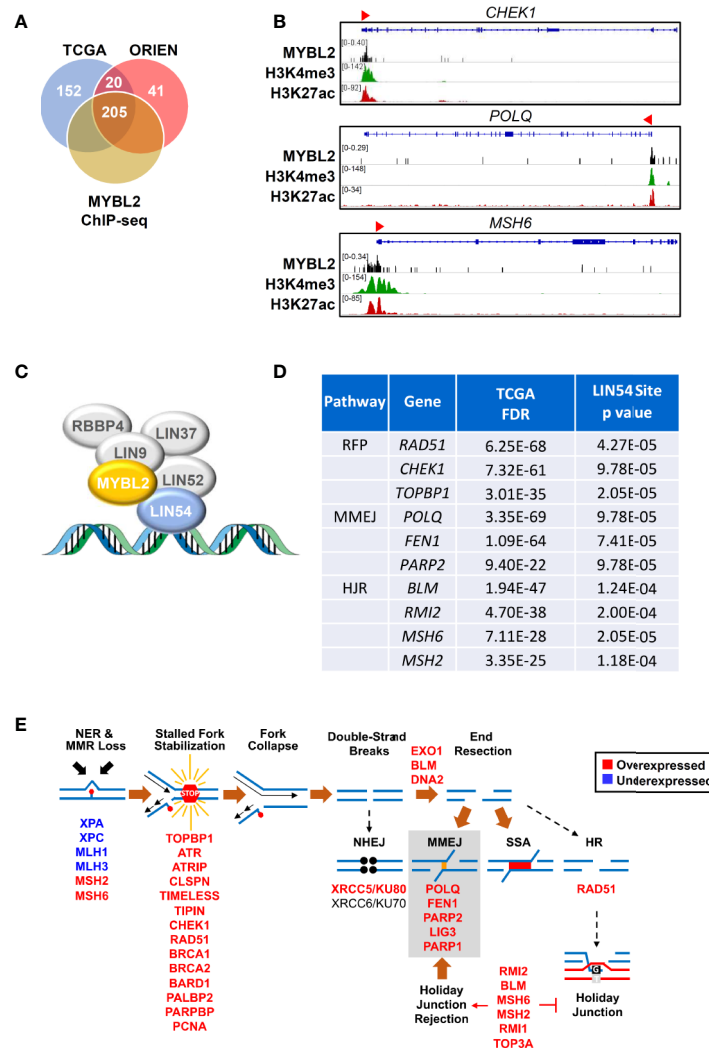 A
TCGA
ORIEN
152
20
41
205
MYBL2
ChIP-seq
B
CHEK1
[0-0.40]
MYBL2
[0-142]
H3K4me3
[0-92]
H3K27ac
POLQ
[0-0.29]
MYBL2
[0-148]
H3K4me3
[0-34]
H3K27ac
MSH6
[0-0.34]
MYBL2
[0-154]
H3K4me3
[0-85]
H3K27ac
C
RBBP4
LIN37
LIN9
MYBL2
LIN52
LIN54
D
Pathway Gene TCGA FDR LIN54 Site p value
RFP RAD51 6.25E-68 4.27E-05
CHEK1 7.32E-61 9.78E-05
TOPBP1 3.01E-35 2.05E-05
MMEJ POLQ 3.35E-69 9.78E-05
FEN1 1.09E-64 7.41E-05
PARP2 9.40E-22 9.78E-05
HJR BLM 1.94E-47 1.24E-04
RMI2 4.70E-38 2.00E-04
MSH6 7.11E-28 2.05E-05
MSH2 3.35E-25 1.18E-04
E
NER &
MMR Loss
Stalled Fork
Stabilization
Fork
Collapse
Double-Strand
Breaks
EXO1
BLM
DNA2
End
Resection
Overexpressed
Underexpressed
STOP
XPA
XPC
MLH1
MLH3
MSH2
MSH6
TOPBP1
ATR
ATRIP
CLSPN
TIMELESS
TIPIN
CHEK1
RAD51
BRCA1
BRCA2
BARD1
PALBP2
PARPBP
PCNA
NHEJ
XRCC5/KU80
XRCC6/KU70
MMEJ
POLQ
FEN1
PARP2
LIG3
PARP1
SSA
HR
RAD51
Holiday
Junction
Rejection
RMI2
BLM
MSH6
MSH2
RMI1
TOP3A
Holiday
Junction